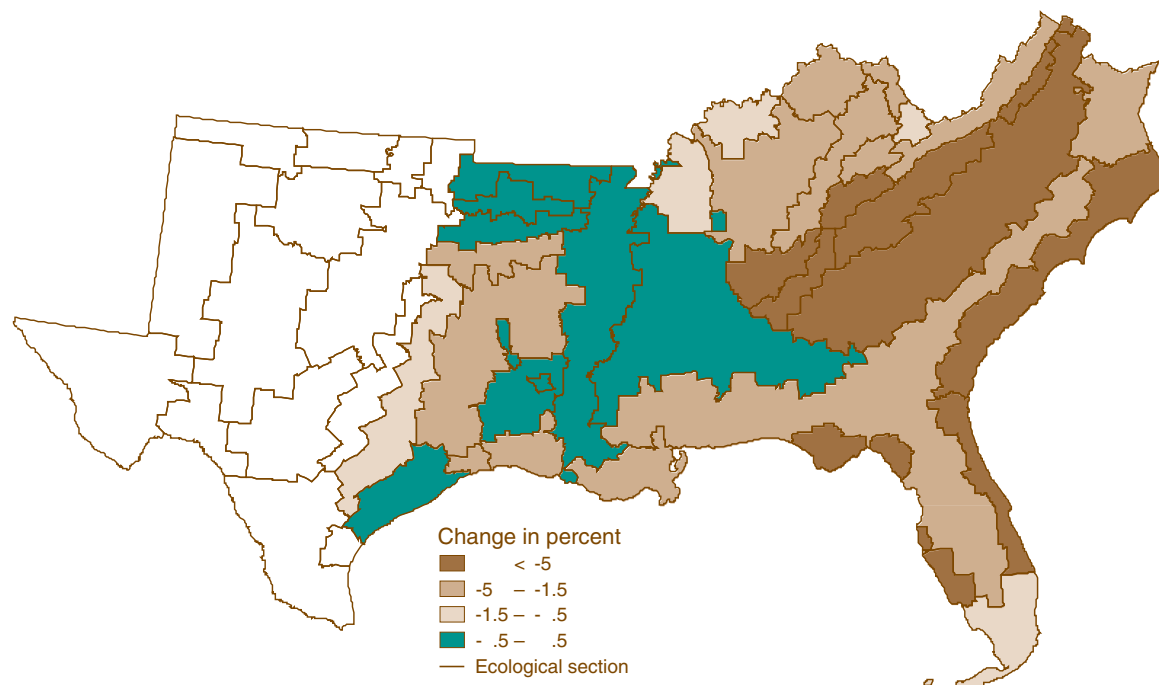 Change in percent
< -5
-5 – -1.5
-1.5 – - .5
- .5 – .5
Ecological section